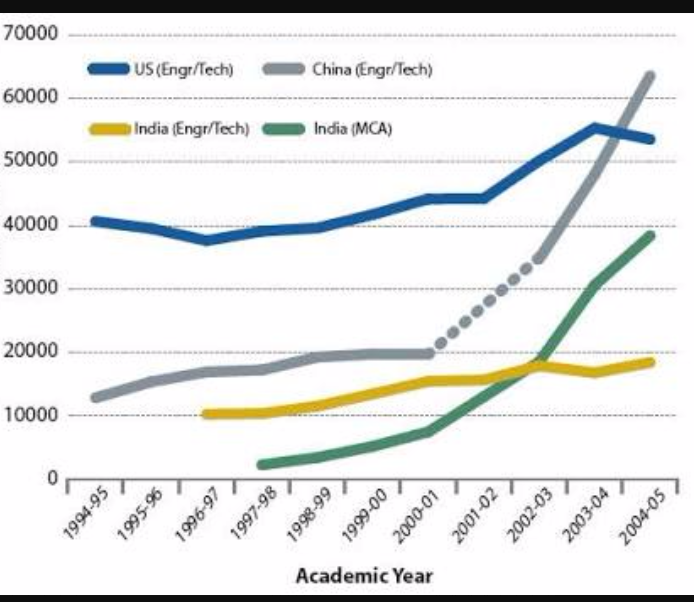 70000
US (Engr/Tech) China (Engr/Tech)
60000
India (Engr/Tech) India (MCA)
50000
40000
30000
20000
10000
0
1994-95 1995-96 1996-97 1997-98 1998-99 1999-00 2000-01 2001-02 2002-03 2003-04 2004-05
Academic Year